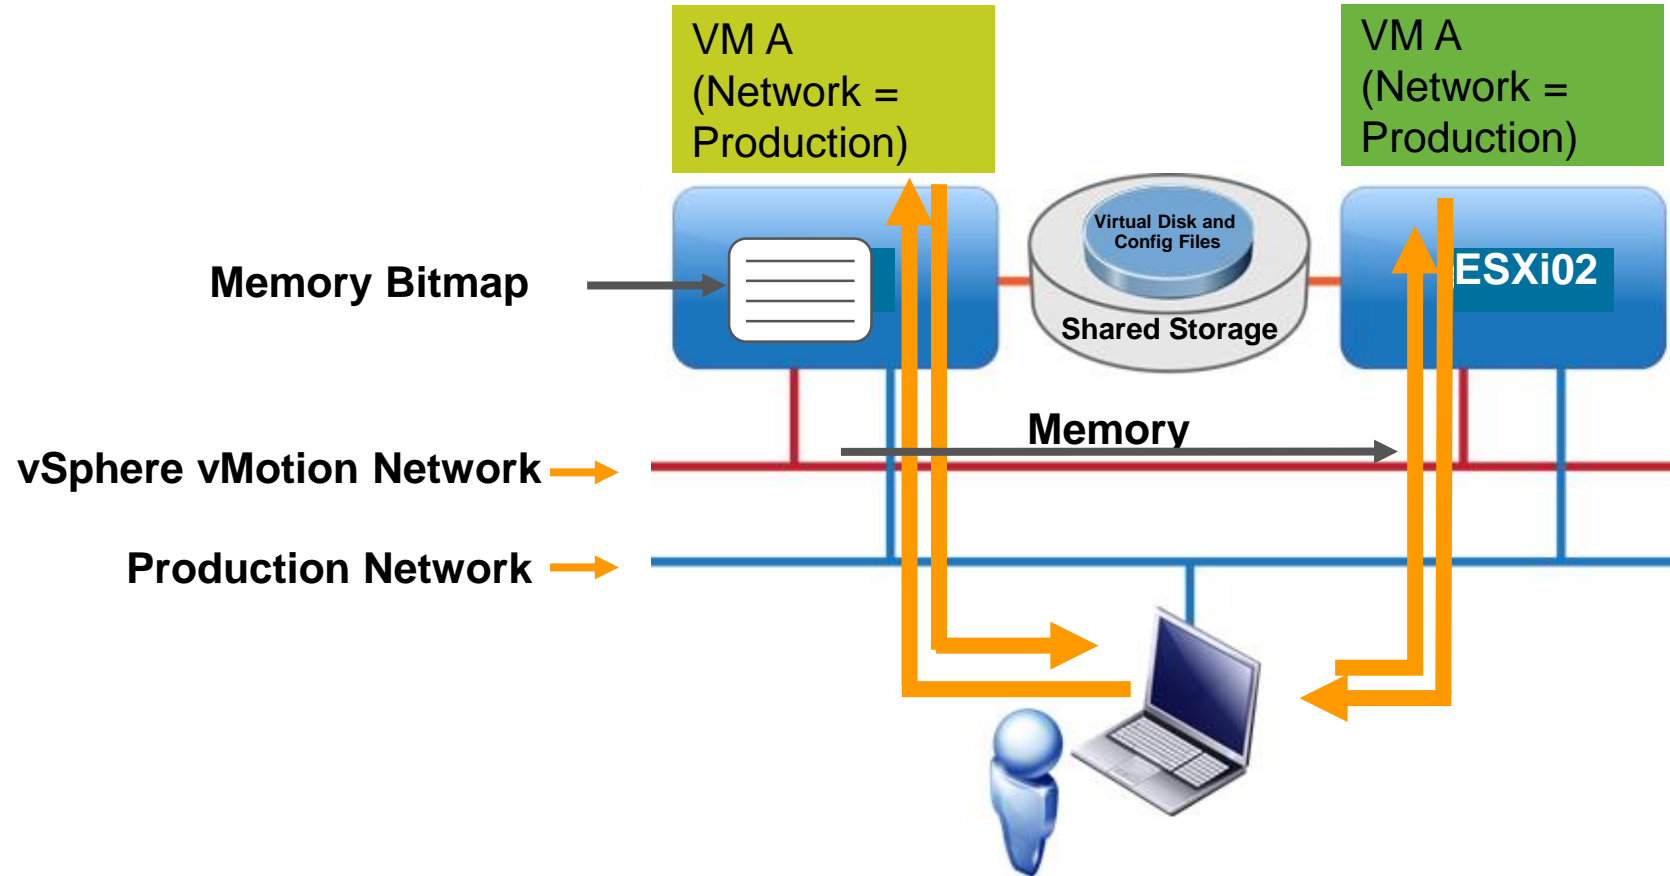 VM A
(Network =
Production)
VM A
(Network =
Production)
Virtual Disk and
Config Files
Memory Bitmap
ESXi02
Shared Storage
Memory
vSphere vMotion Network
Production Network